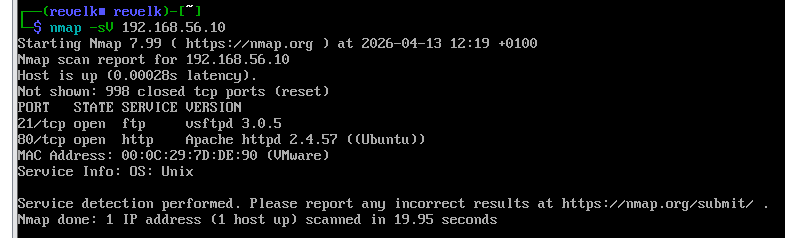 ┌──(revelk■ revelk)-[~]
└─$ nmap -sV 192.168.56.10
Starting Nmap 7.99 ( https://nmap.org ) at 2026-04-13 12:19 +0100
Nmap scan report for 192.168.56.10
Host is up (0.00028s latency).
Not shown: 998 closed tcp ports (reset)
PORT   STATE SERVICE VERSION
21/tcp open  ftp     vsftpd 3.0.5
80/tcp open  http    Apache httpd 2.4.57 ((Ubuntu))
MAC Address: 00:0C:29:7D:DE:90 (VMware)
Service Info: OS: Unix

Service detection performed. Please report any incorrect results at https://nmap.org/submit/ .
Nmap done: 1 IP address (1 host up) scanned in 19.95 seconds